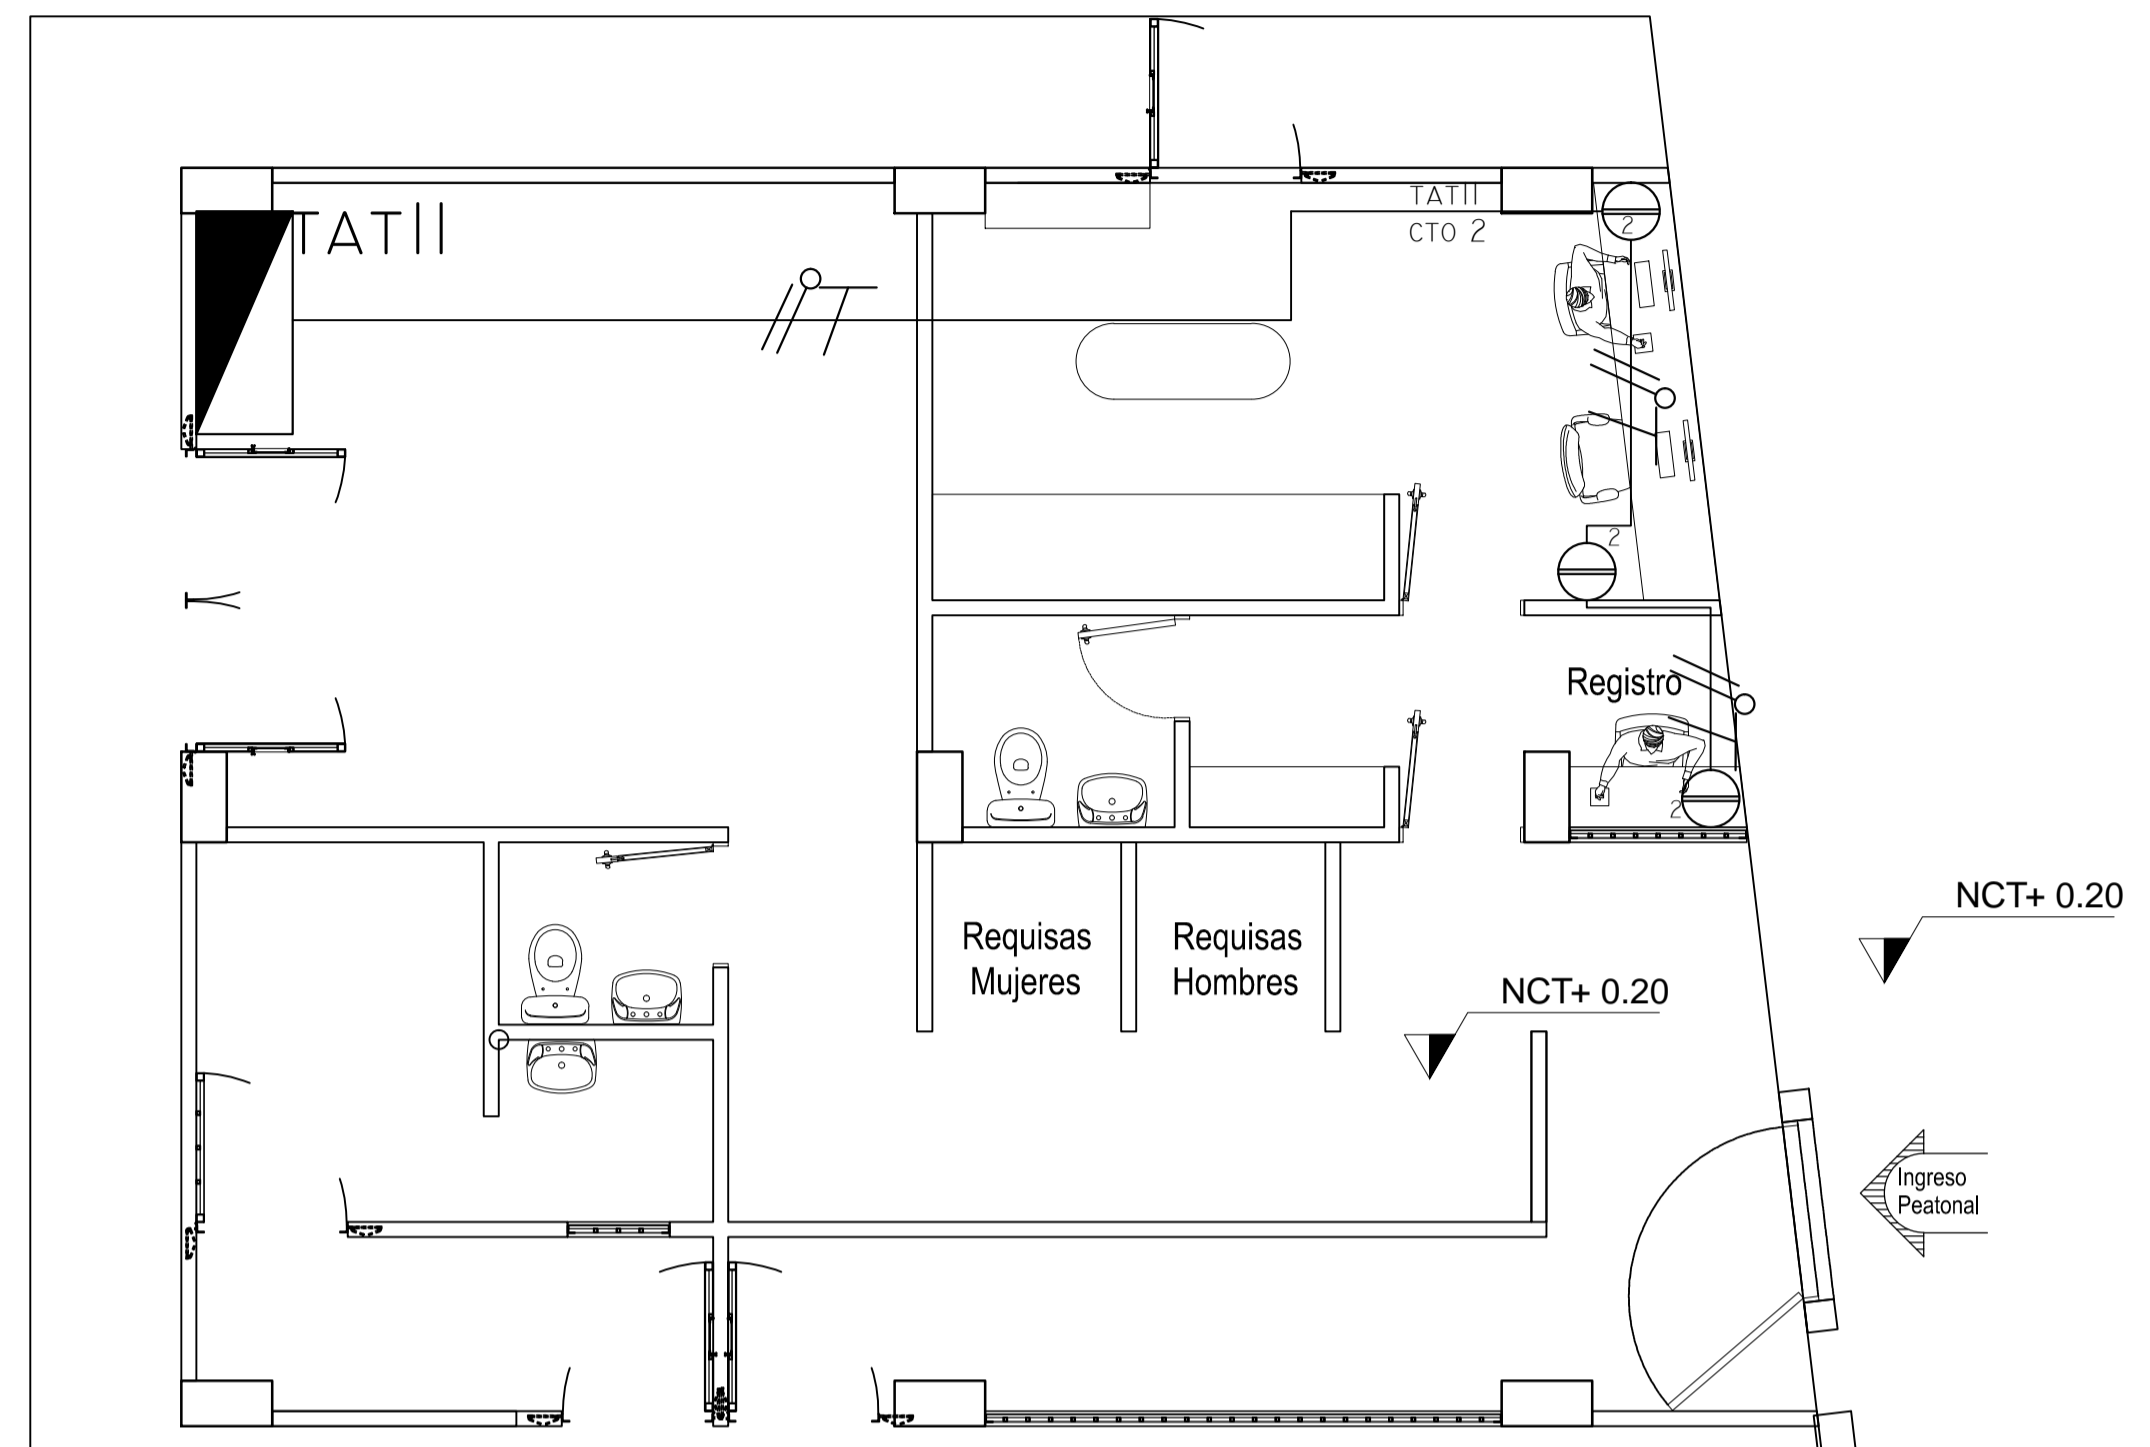 TATII
CTO 2
2
TATII
2
Registro
2
NCT+ 0.20
Requisas
Mujeres
Requisas
Hombres
NCT+ 0.20
Ingreso
Peatonal